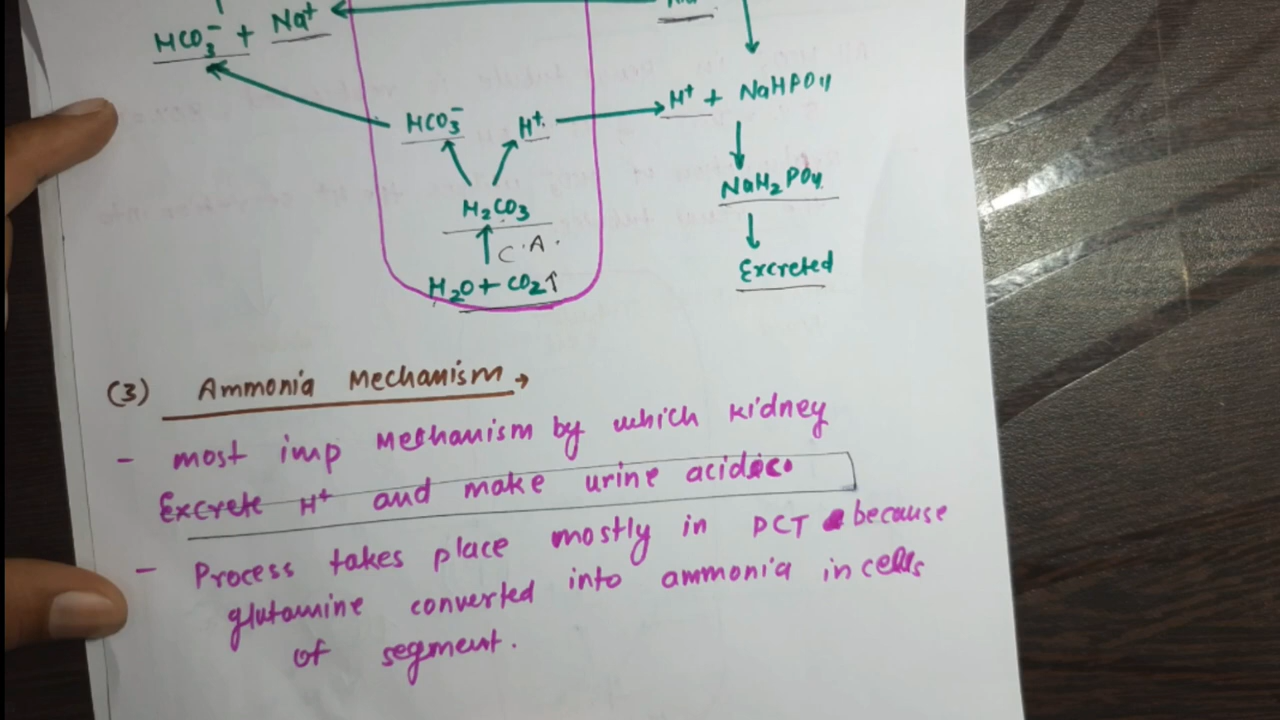 HCO3⁻ + Na⁺
HCO3⁻ H⁺ H⁺ + NaHPO4
H2CO3 NaH2PO4
C.A.
H2O + CO2↑ Excreted
(3) Ammonia Mechanism →
- most imp Mechanism by which kidney
Excrete H⁺ and make urine acidic.
- Process takes place mostly in PCT because
glutamine converted into ammonia in cells
of segment.